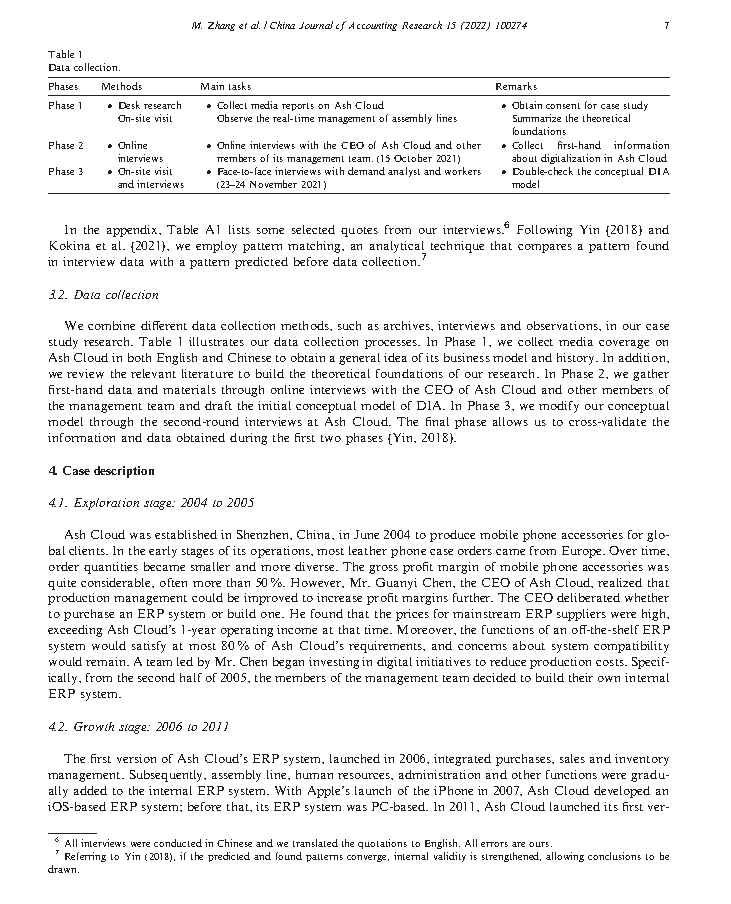 M. Zhang et al. / China Journal of Accounting Research 15 (2022) 100274 7
Table 1
Data collection.
Phases Methods Main tasks Remarks
Phase 1 • Desk research • Collect media reports on Ash Cloud • Obtain consent for case study
On-site visit Observe the real-time management of assembly lines Summarize the theoretical
foundations
Phase 2 • Online • Online interviews with the CEO of Ash Cloud and other • Collect first-hand information
interviews members of its management team. (15 October 2021) about digitalization in Ash Cloud
Phase 3 • On-site visit • Face-to-face interviews with demand analyst and workers • Double-check the conceptual DIA
and interviews (23–24 November 2021) model
In the appendix, Table A1 lists some selected quotes from our interviews.6 Following Yin (2018) and
Kokina et al. (2021), we employ pattern matching, an analytical technique that compares a pattern found
in interview data with a pattern predicted before data collection.7
3.2. Data collection
We combine different data collection methods, such as archives, interviews and observations, in our case
study research. Table 1 illustrates our data collection processes. In Phase 1, we collect media coverage on
Ash Cloud in both English and Chinese to obtain a general idea of its business model and history. In addition,
we review the relevant literature to build the theoretical foundations of our research. In Phase 2, we gather
first-hand data and materials through online interviews with the CEO of Ash Cloud and other members of
the management team and draft the initial conceptual model of DIA. In Phase 3, we modify our conceptual
model through the second-round interviews at Ash Cloud. The final phase allows us to cross-validate the
information and data obtained during the first two phases (Yin, 2018).
4. Case description
4.1. Exploration stage: 2004 to 2005
Ash Cloud was established in Shenzhen, China, in June 2004 to produce mobile phone accessories for glo-
bal clients. In the early stages of its operations, most leather phone case orders came from Europe. Over time,
order quantities became smaller and more diverse. The gross profit margin of mobile phone accessories was
quite considerable, often more than 50 %. However, Mr. Guanyi Chen, the CEO of Ash Cloud, realized that
production management could be improved to increase profit margins further. The CEO deliberated whether
to purchase an ERP system or build one. He found that the prices for mainstream ERP suppliers were high,
exceeding Ash Cloud's 1-year operating income at that time. Moreover, the functions of an off-the-shelf ERP
system would satisfy at most 80 % of Ash Cloud's requirements, and concerns about system compatibility
would remain. A team led by Mr. Chen began investing in digital initiatives to reduce production costs. Specif-
ically, from the second half of 2005, the members of the management team decided to build their own internal
ERP system.
4.2. Growth stage: 2006 to 2011
The first version of Ash Cloud's ERP system, launched in 2006, integrated purchases, sales and inventory
management. Subsequently, assembly line, human resources, administration and other functions were gradu-
ally added to the internal ERP system. With Apple's launch of the iPhone in 2007, Ash Cloud developed an
iOS-based ERP system; before that, its ERP system was PC-based. In 2011, Ash Cloud launched its first ver-
6 All interviews were conducted in Chinese and we translated the quotations to English. All errors are ours.
7 Referring to Yin (2018), if the predicted and found patterns converge, internal validity is strengthened, allowing conclusions to be
drawn.